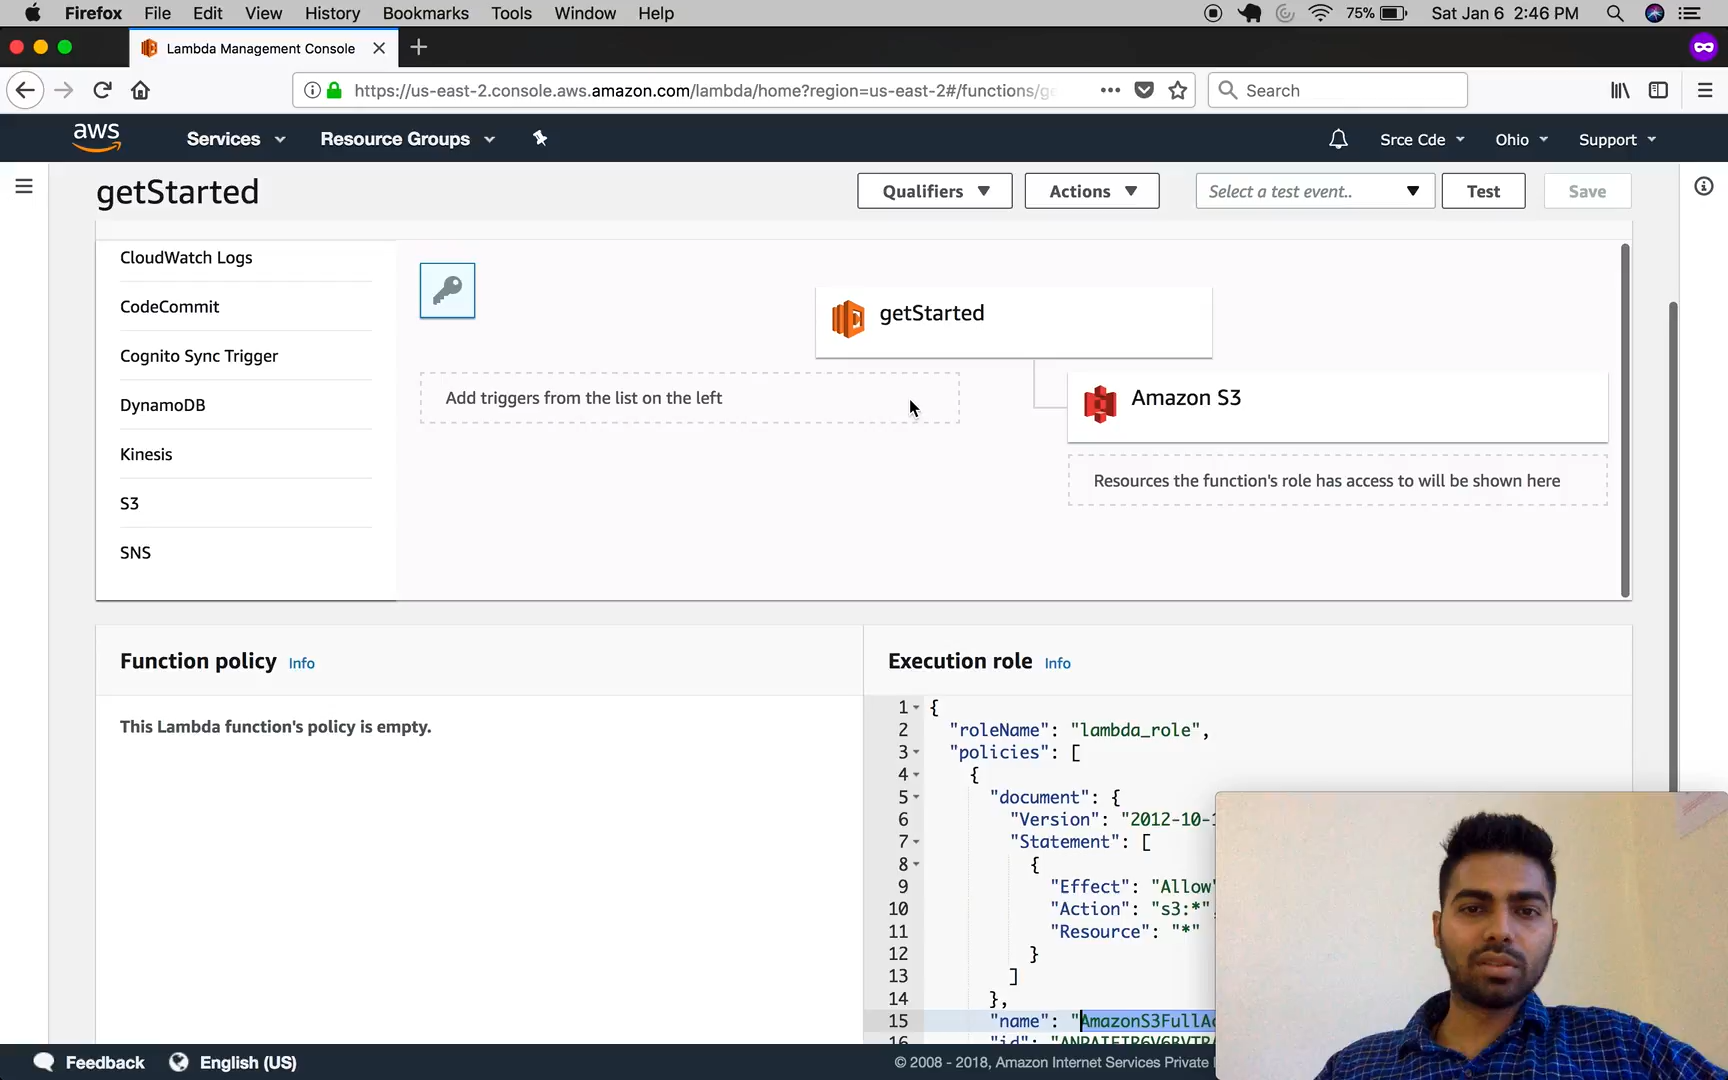 Firefox File Edit View History Bookmarks Tools Window Help 75% Sat Jan 6 2:46 PM
Lambda Management Console
https://us-east-2.console.aws.amazon.com/lambda/home?region=us-east-2#/functions/ge
Search
aws Services Resource Groups Srce Cde Ohio Support
getStarted Qualifiers Actions Select a test event.. Test Save
CloudWatch Logs
CodeCommit
Cognito Sync Trigger
DynamoDB
Kinesis
S3
SNS
getStarted
Add triggers from the list on the left
Amazon S3
Resources the function's role has access to will be shown here
Function policy Info
This Lambda function's policy is empty.
Execution role Info
1 {
2 "roleName": "lambda_role",
3 "policies": [
4 {
5 "document": {
6 "Version": "2012-10-1
7 "Statement": [
8 {
9 "Effect": "Allow"
10 "Action": "s3:*",
11 "Resource": "*"
12 }
13 ]
14 },
15 "name": "AmazonS3FullAc
16 "id":
Feedback English (US)
© 2008 - 2018, Amazon Internet Services Private